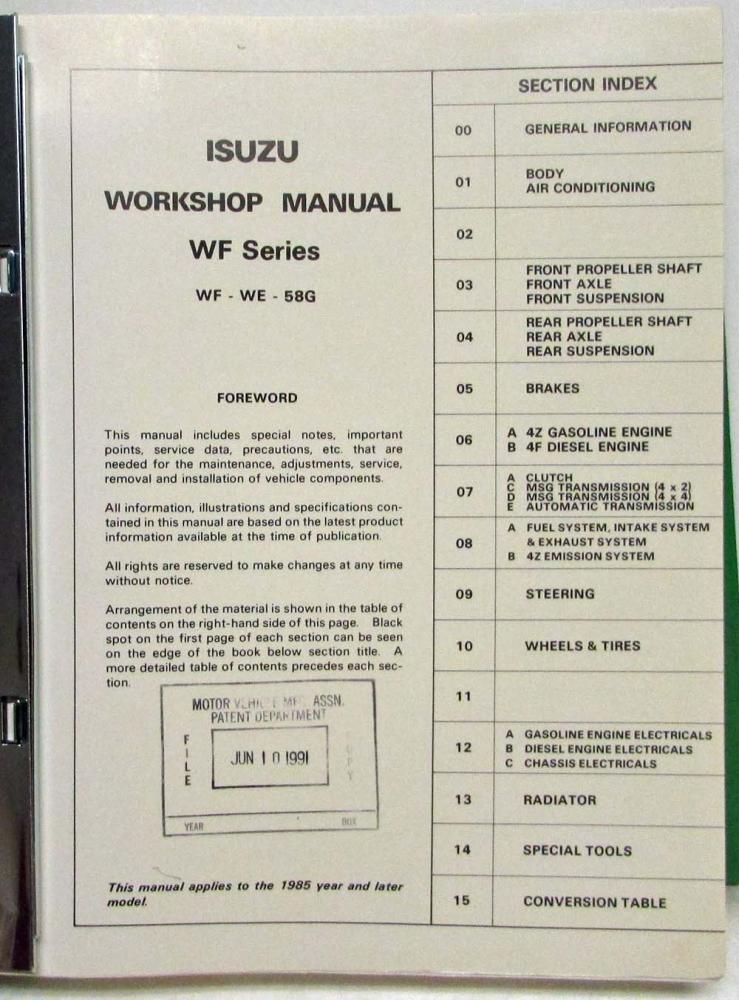 ISUZU
WORKSHOP MANUAL
WF Series
WF - WE - 58G
FOREWORD
This manual includes special notes, important
points, service data, precautions, etc. that are
needed for the maintenance, adjustments, service,
removal and installation of vehicle components.
All information, illustrations and specifications con-
tained in this manual are based on the latest product
information available at the time of publication.
All rights are reserved to make changes at any time
without notice.
Arrangement of the material is shown in the table of
contents on the right-hand side of this page. Black
spot on the first page of each section can be seen
on the edge of the book below section title. A
more detailed table of contents precedes each sec-
tion.
MOTOR VEHICLE MFG ASSN.
PATENT DEPARTMENT
FILE
JUN 10 1991
COPY
YEAR
BOX
This manual applies to the 1985 year and later
model.
SECTION INDEX
00 GENERAL INFORMATION
01 BODY
AIR CONDITIONING
02
03 FRONT PROPELLER SHAFT
FRONT AXLE
FRONT SUSPENSION
04 REAR PROPELLER SHAFT
REAR AXLE
REAR SUSPENSION
05 BRAKES
06 A 4Z GASOLINE ENGINE
B 4F DIESEL ENGINE
07 A CLUTCH
C MSG TRANSMISSION (4 x 2)
D MSG TRANSMISSION (4 x 4)
E AUTOMATIC TRANSMISSION
08 A FUEL SYSTEM, INTAKE SYSTEM
& EXHAUST SYSTEM
B 4Z EMISSION SYSTEM
09 STEERING
10 WHEELS & TIRES
11
12 A GASOLINE ENGINE ELECTRICALS
B DIESEL ENGINE ELECTRICALS
C CHASSIS ELECTRICALS
13 RADIATOR
14 SPECIAL TOOLS
15 CONVERSION TABLE